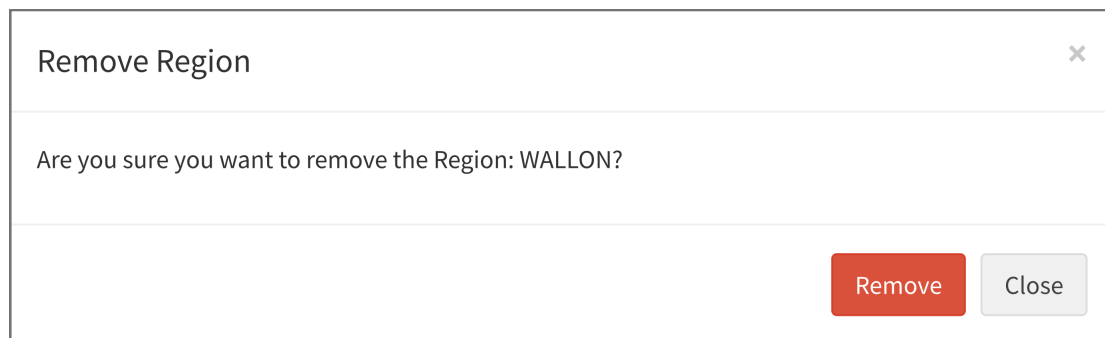 Remove Region
×
Are you sure you want to remove the Region: WALLON?
Remove Close